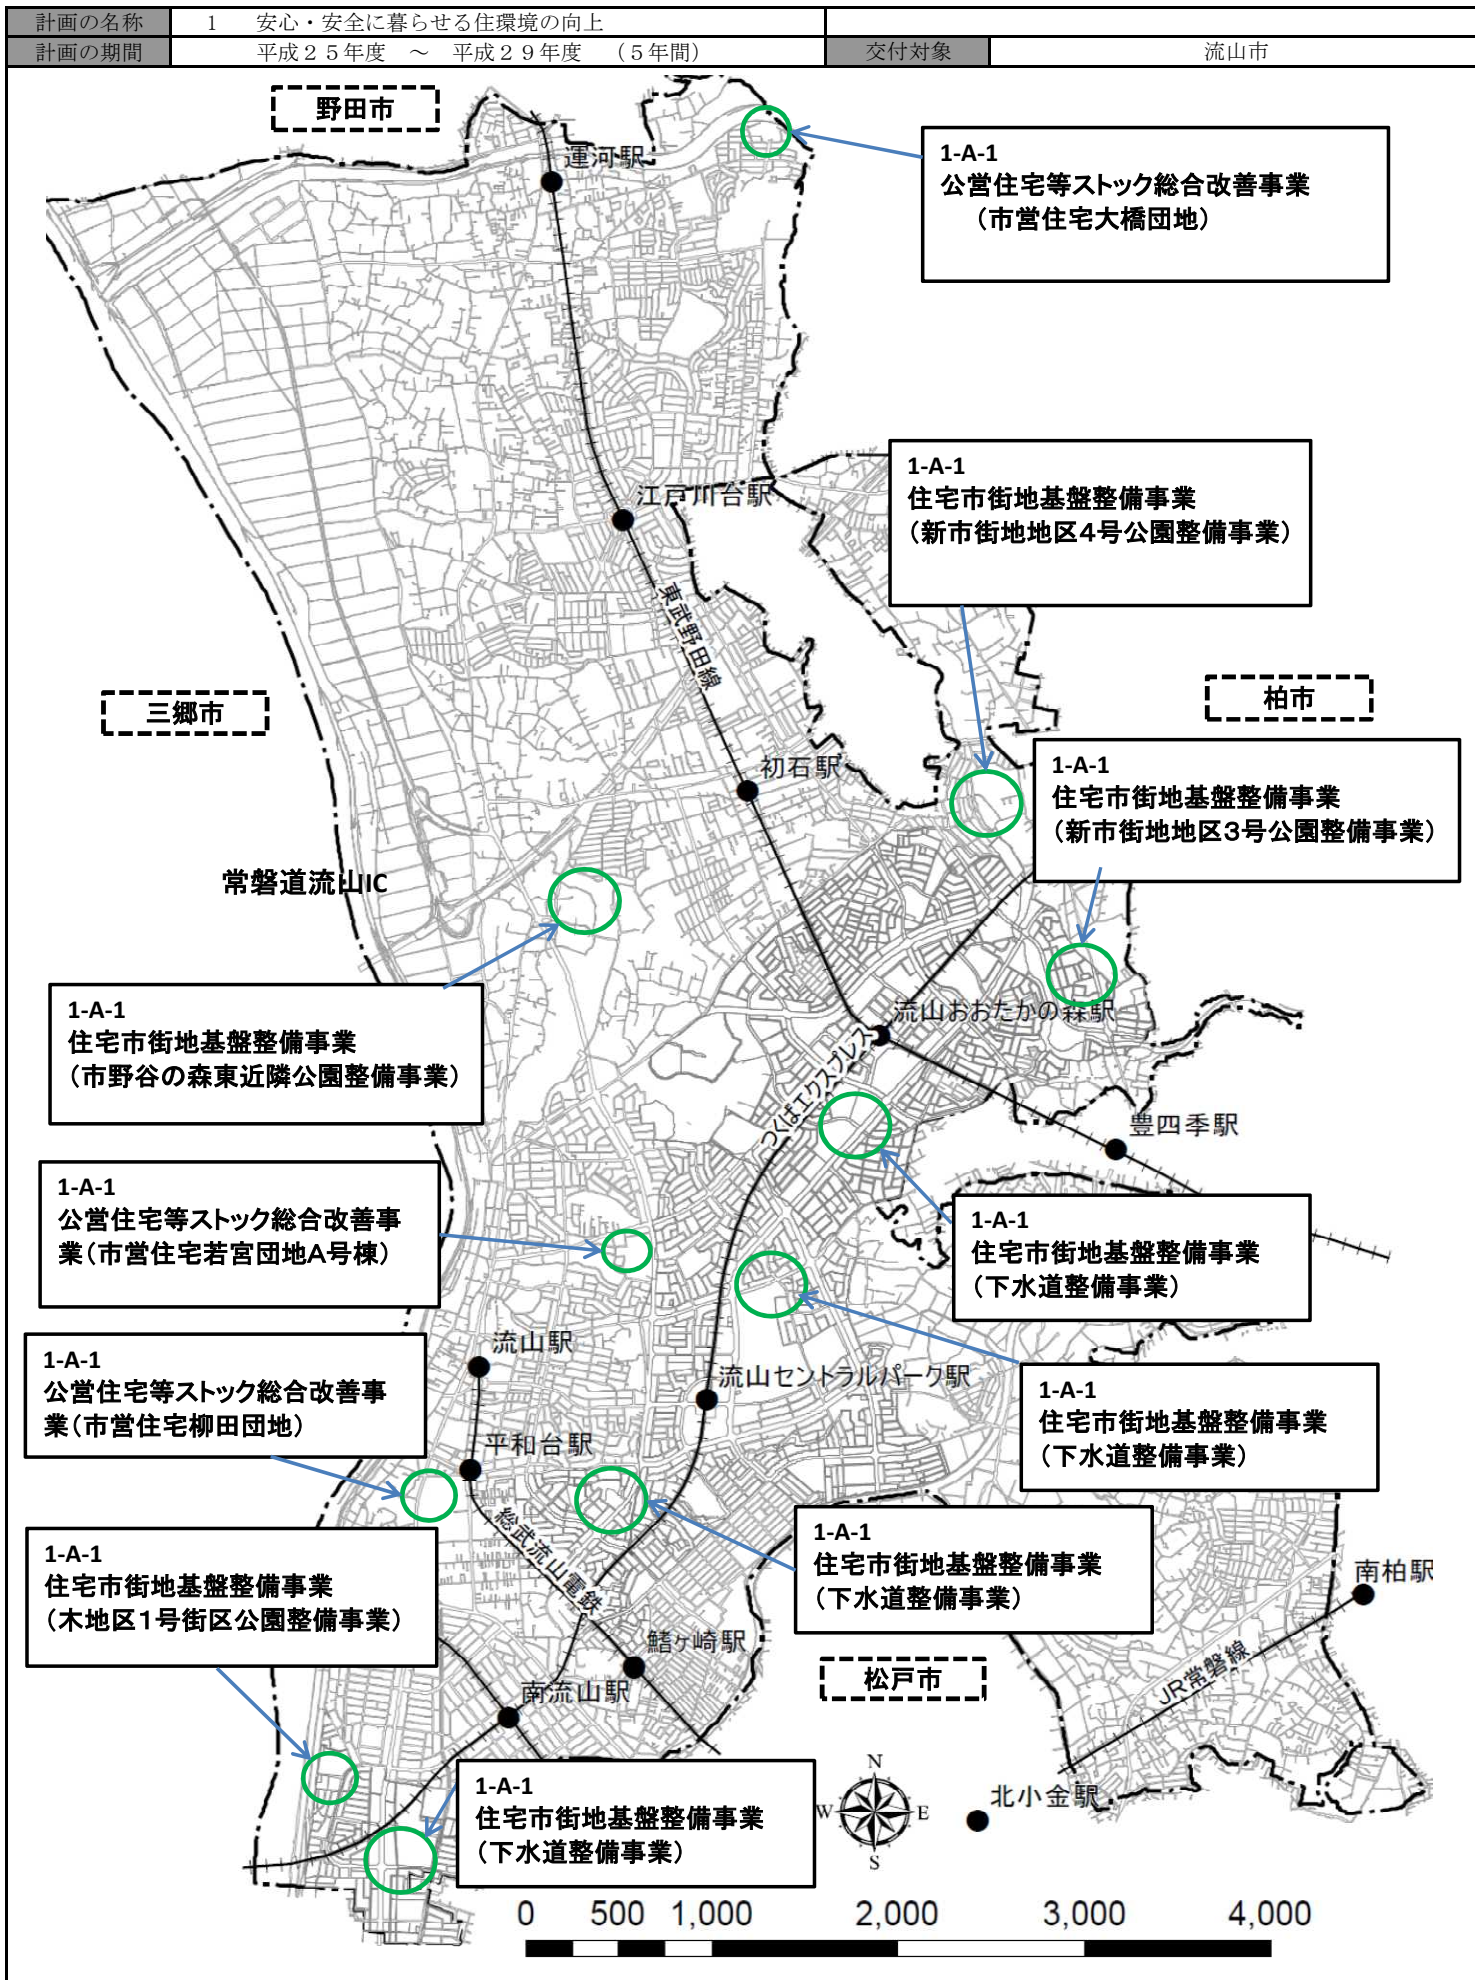 計画の名称 1 安心・安全に暮らせる住環境の向上
計画の期間 平成25年度 ～ 平成29年度 (5年間) 交付対象 流山市
野田市
運河駅
1-A-1
公営住宅等ストック総合改善事業
(市営住宅大橋団地)
江戸川台駅
1-A-1
住宅市街地基盤整備事業
(新市街地地区4号公園整備事業)
東武野田線
三郷市
柏市
初石駅
1-A-1
住宅市街地基盤整備事業
(新市街地地区3号公園整備事業)
常磐道流山IC
1-A-1
住宅市街地基盤整備事業
(市野谷の森東近隣公園整備事業)
流山おおたかの森駅
つくばエクスプレス
豊四季駅
1-A-1
公営住宅等ストック総合改善事
業(市営住宅若宮団地A号棟)
1-A-1
住宅市街地基盤整備事業
(下水道整備事業)
流山駅
1-A-1
公営住宅等ストック総合改善事
業(市営住宅柳田団地)
流山セントラルパーク駅
1-A-1
住宅市街地基盤整備事業
(下水道整備事業)
平和台駅
総武流山電鉄
1-A-1
住宅市街地基盤整備事業
(下水道整備事業)
1-A-1
住宅市街地基盤整備事業
(木地区1号街区公園整備事業)
南柏駅
鰭ヶ崎駅
松戸市
JR常磐線
南流山駅
1-A-1
住宅市街地基盤整備事業
(下水道整備事業)
N
W E
S
北小金駅
0 500 1,000 2,000 3,000 4,000